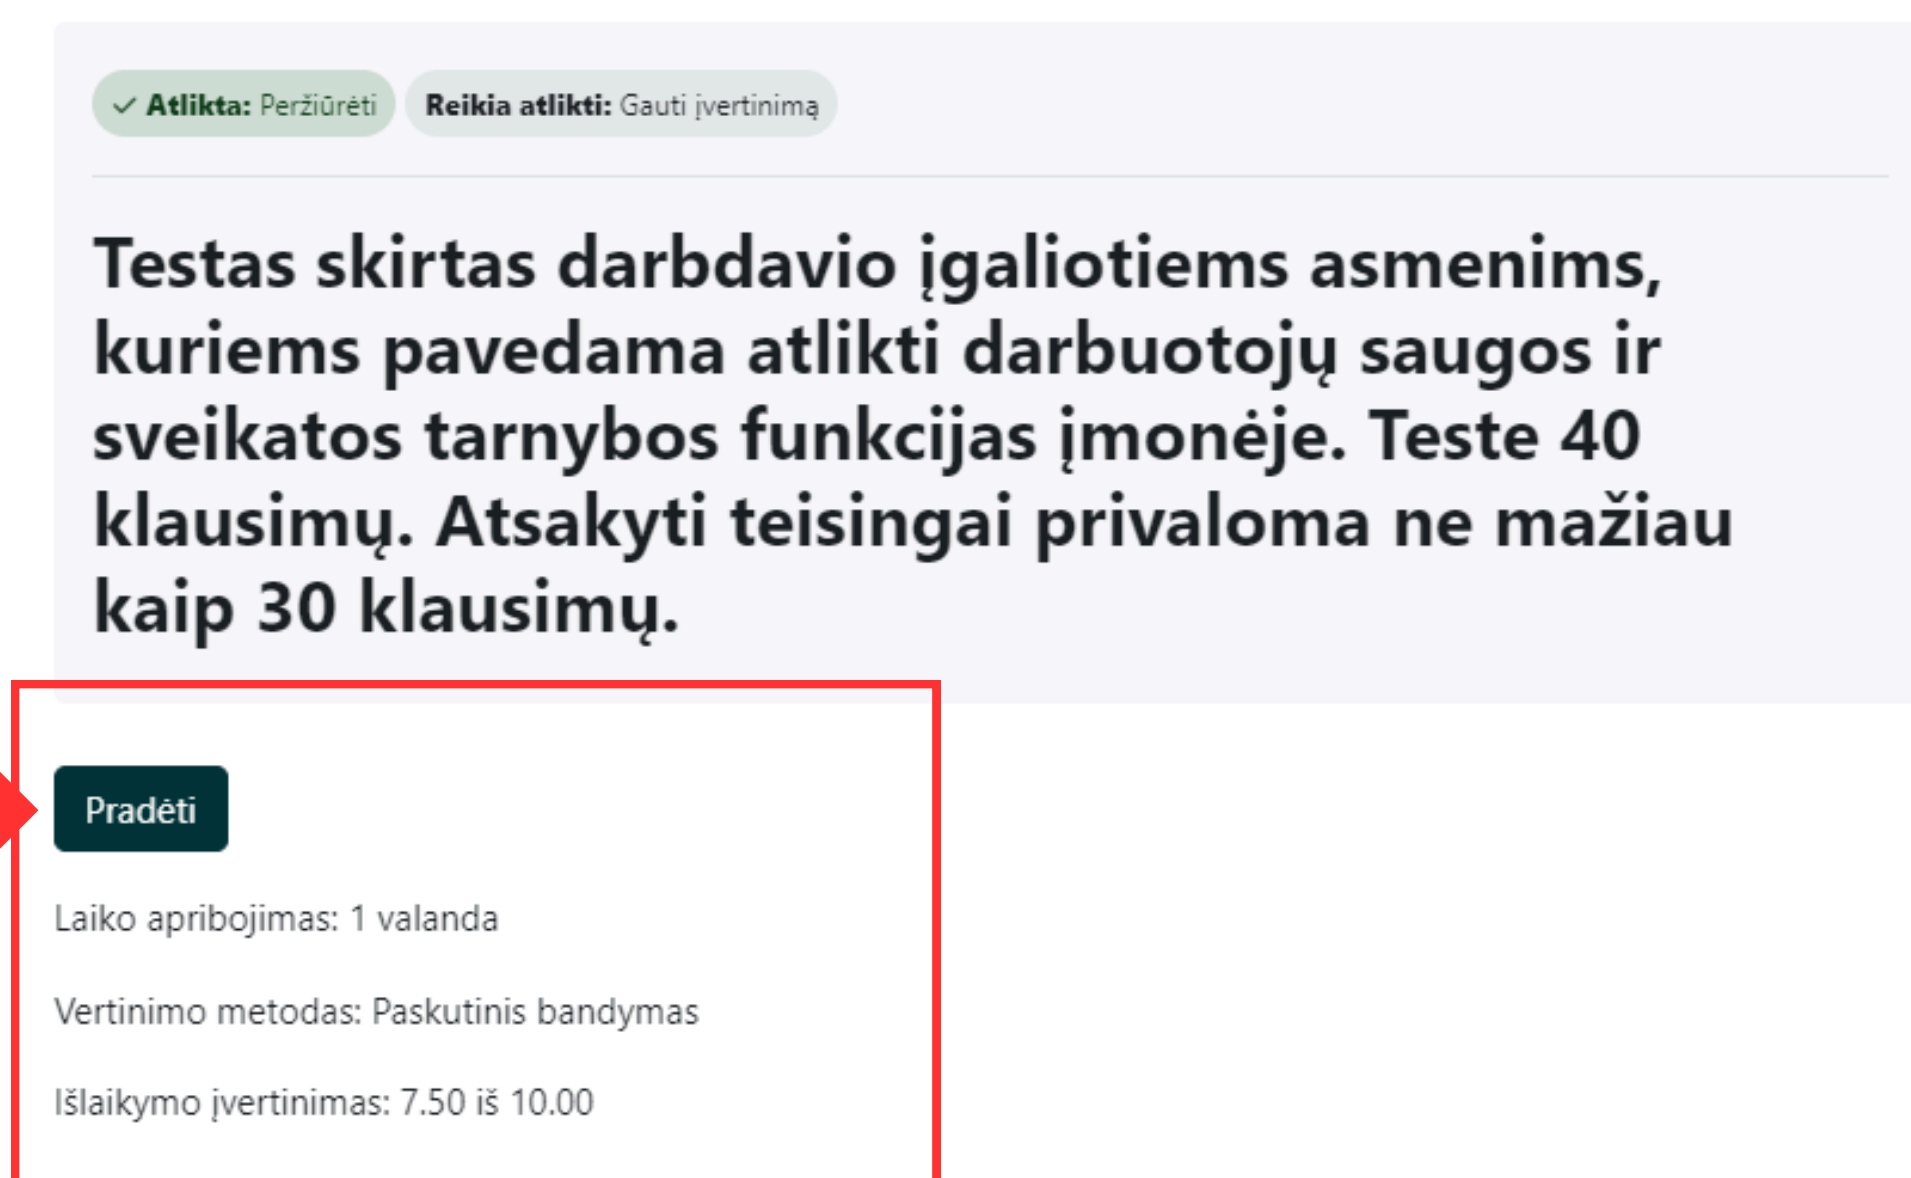 ✓ Atlikta: Peržiūrėti Reikia atlikti: Gauti įvertinimą
Testas skirtas darbdavio įgaliotiems asmenims,
kuriems pavedama atlikti darbuotojų saugos ir
sveikatos tarnybos funkcijas įmonėje. Teste 40
klausimų. Atsakyti teisingai privaloma ne mažiau
kaip 30 klausimų.
Pradėti
Laiko apribojimas: 1 valanda
Vertinimo metodas: Paskutinis bandymas
Išlaikymo įvertinimas: 7.50 iš 10.00